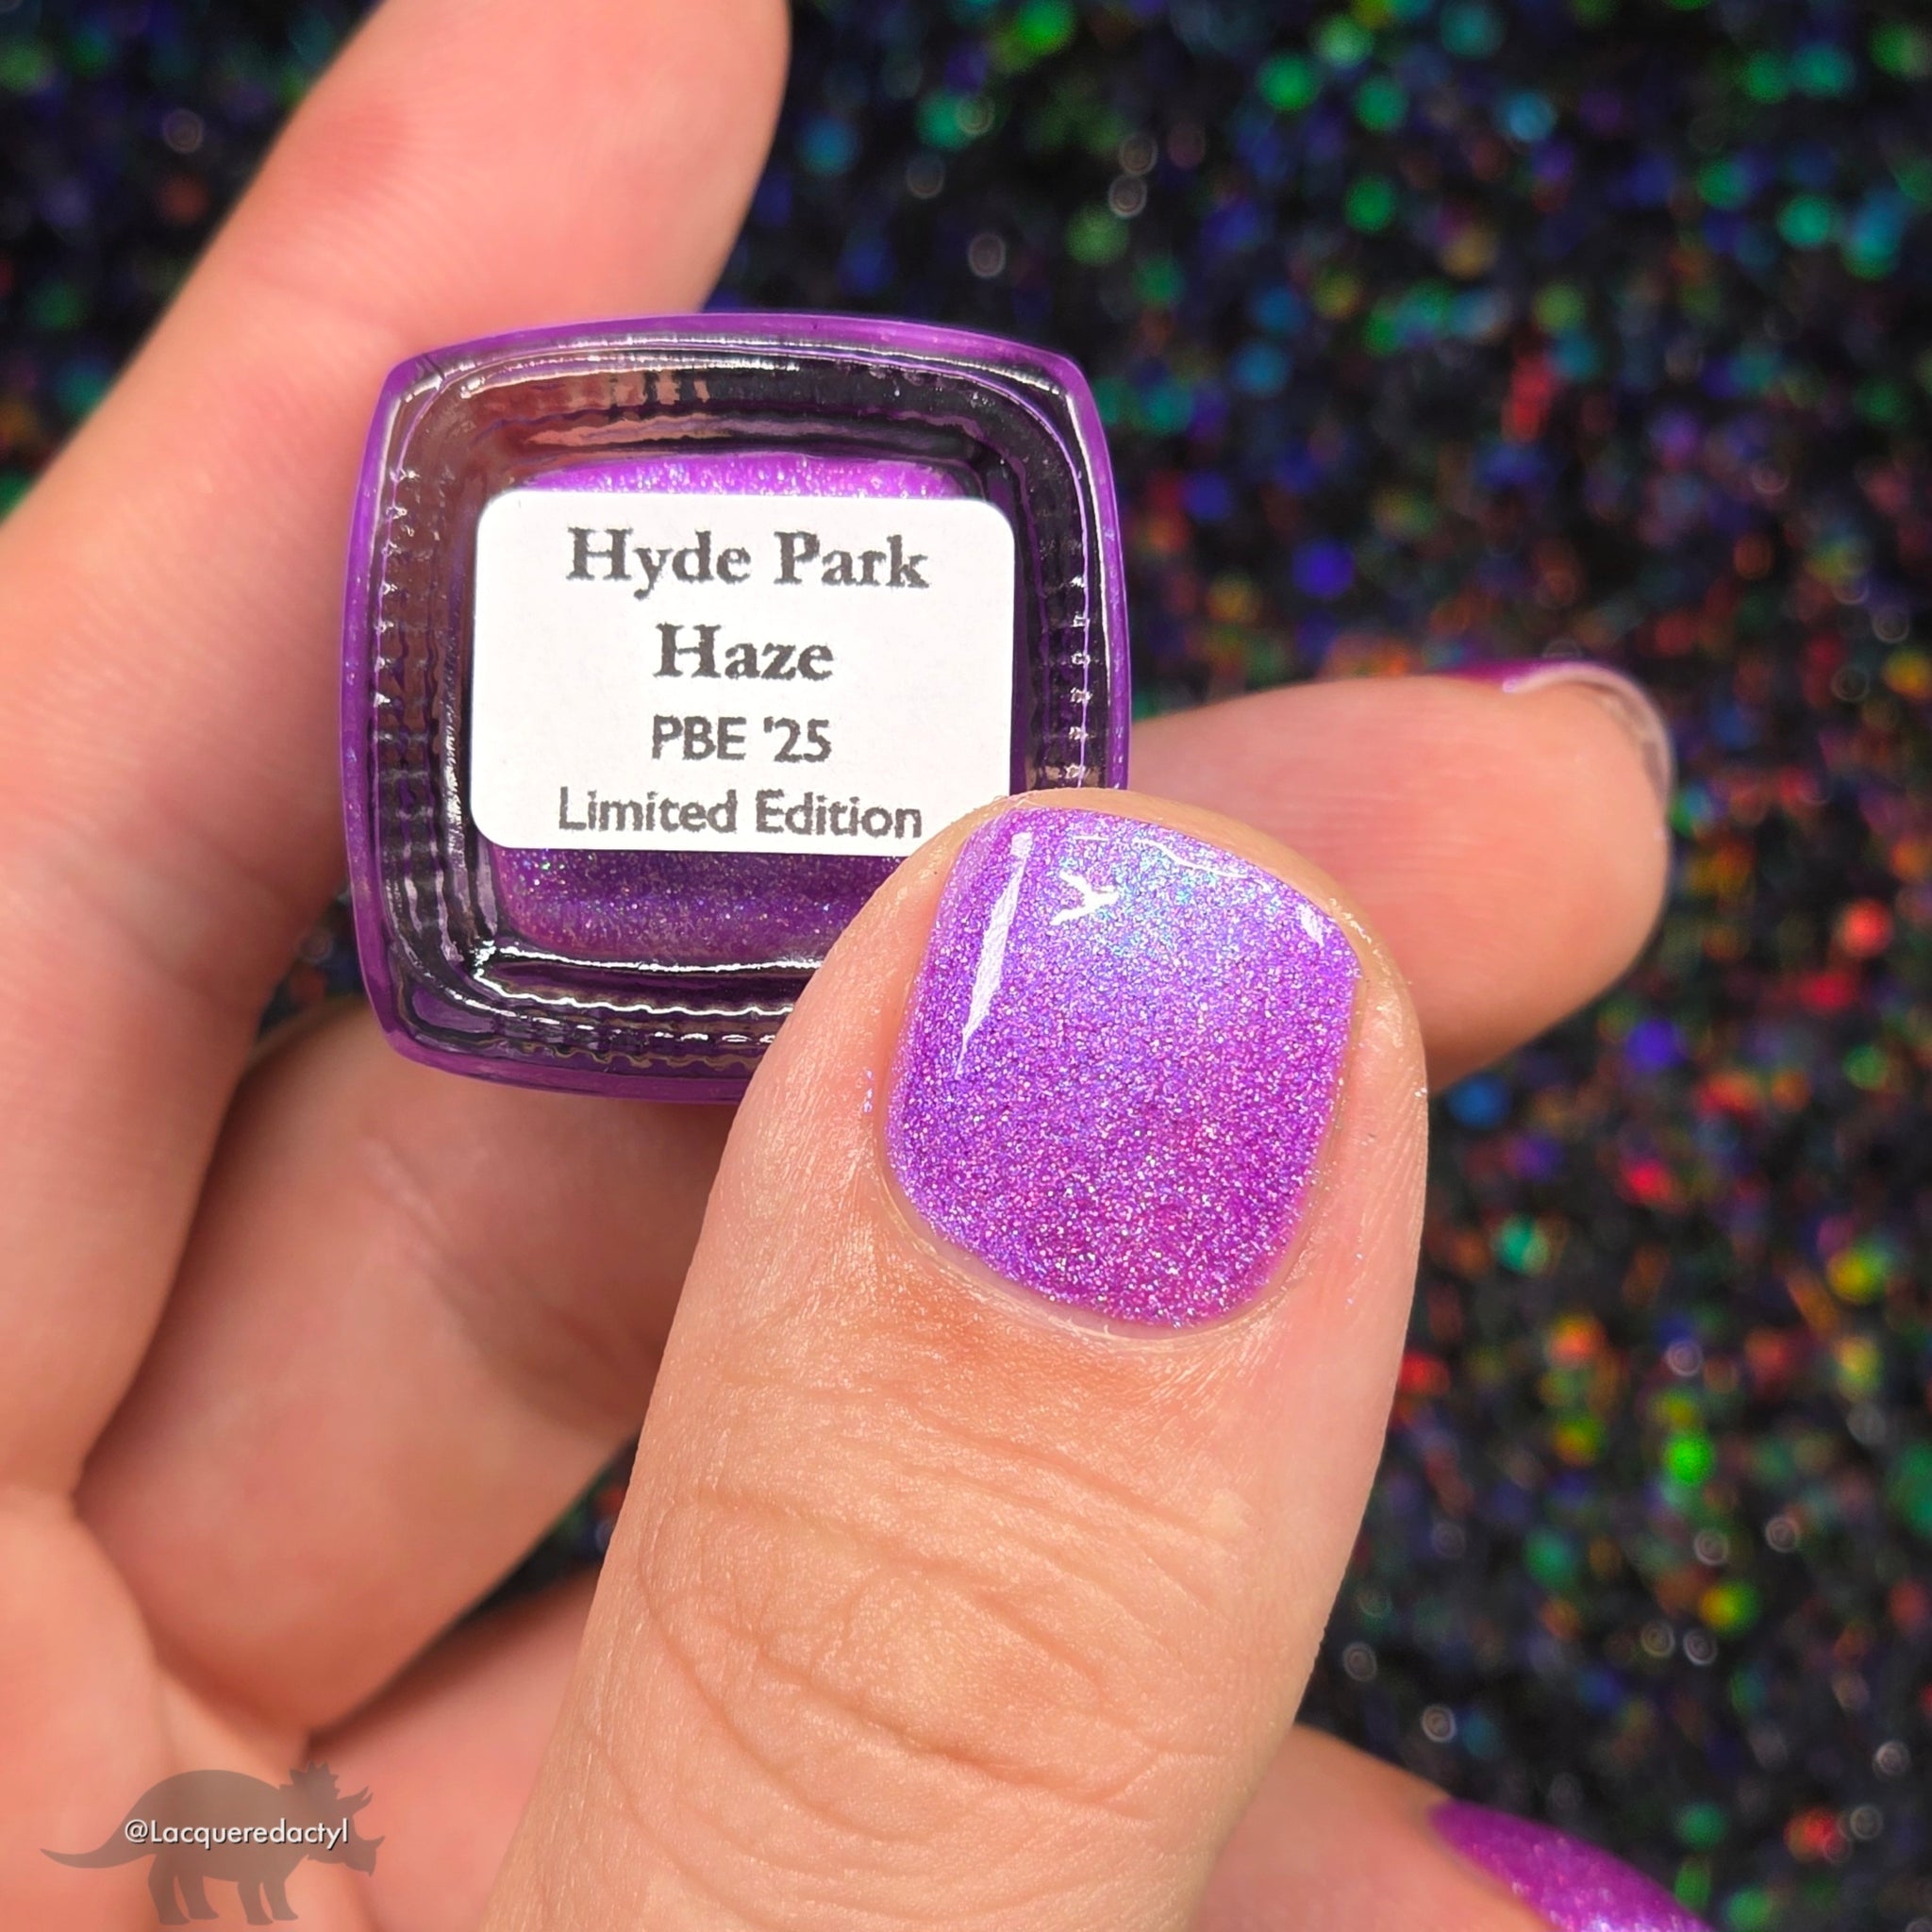 Hyde Park
Haze
PBE '25
Limited Edition
@Lacqueredactyl